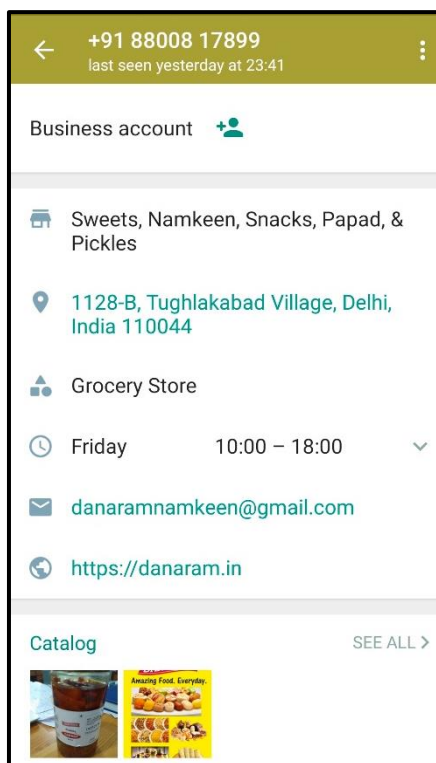 +91 88008 17899
last seen yesterday at 23:41
Business account
Sweets, Namkeen, Snacks, Papad, &
Pickles
1128-B, Tughlakabad Village, Delhi,
India 110044
Grocery Store
Friday 10:00 – 18:00
danaramnamkeen@gmail.com
https://danaram.in
Catalog SEE ALL >
Amazing Food. Everyday.